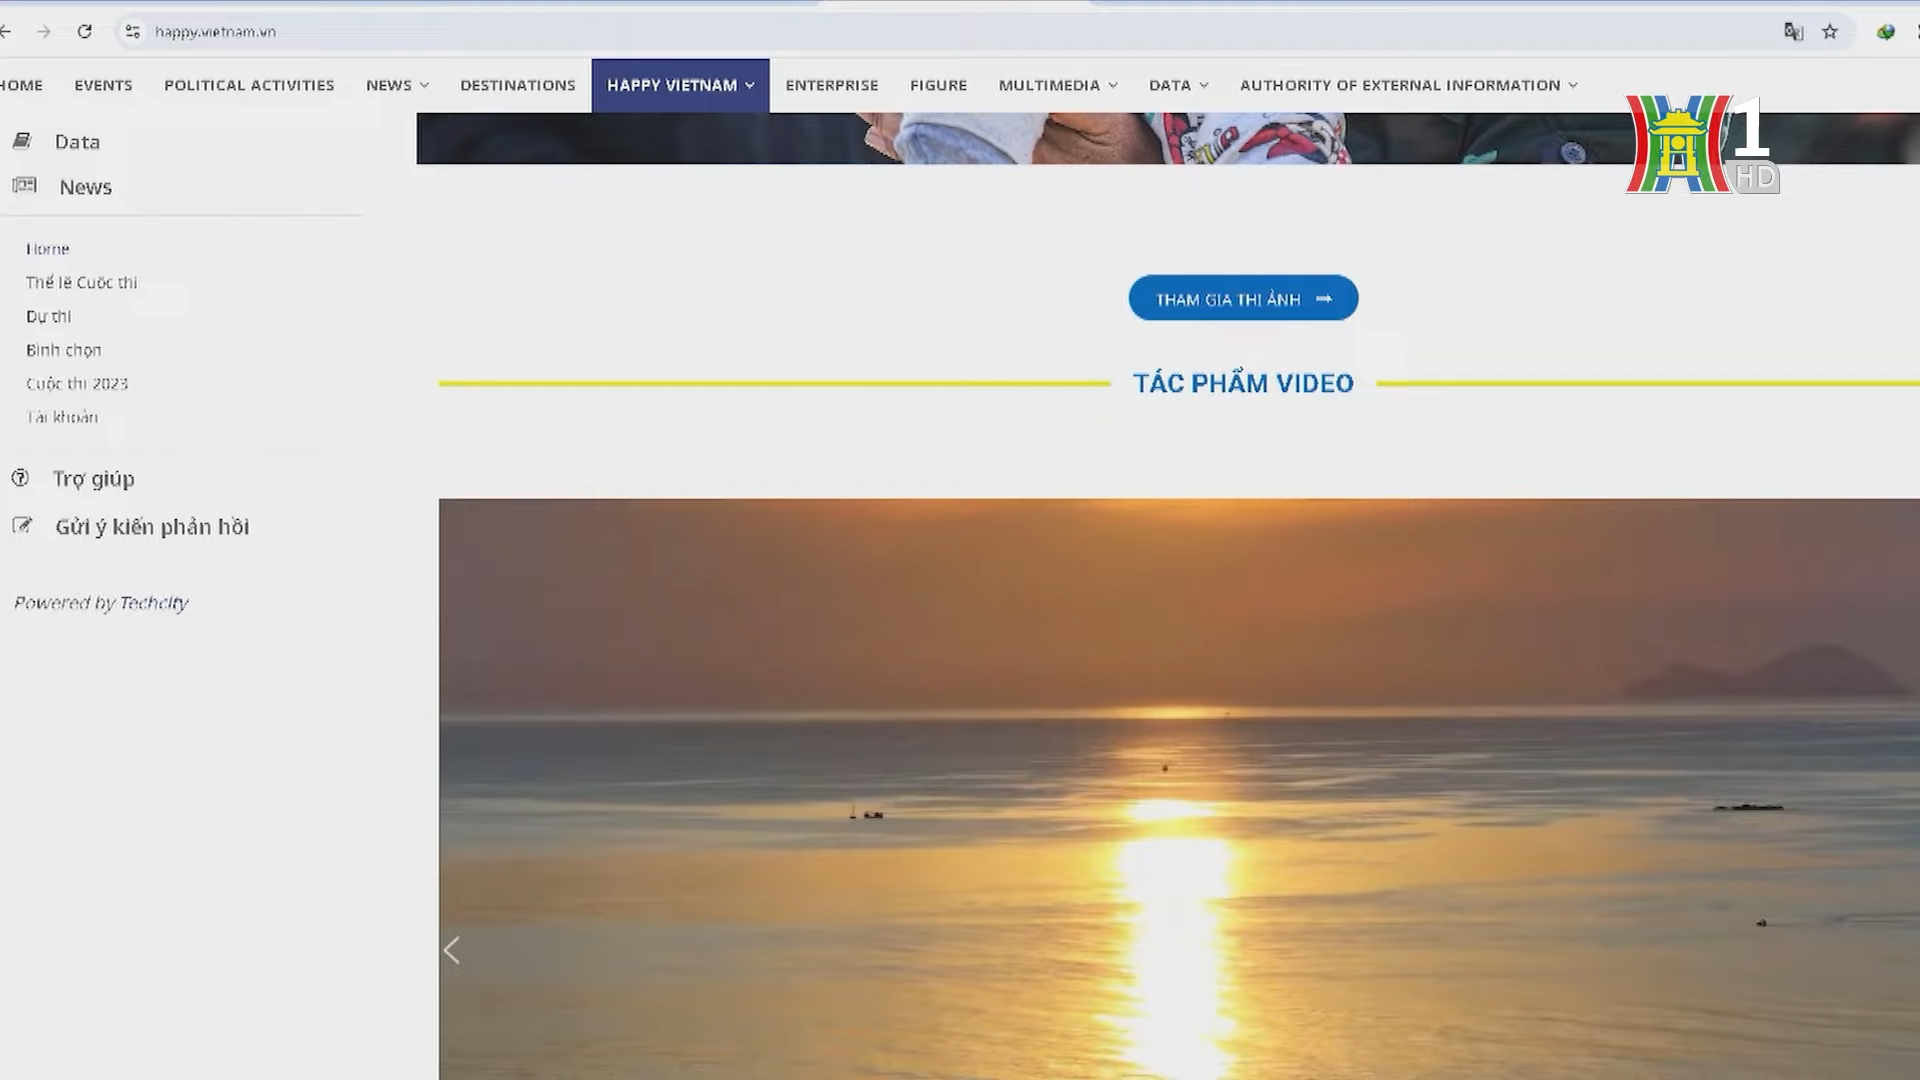 happy.vietnam.vn
HOME EVENTS POLITICAL ACTIVITIES NEWS DESTINATIONS HAPPY VIETNAM ENTERPRISE FIGURE MULTIMEDIA DATA AUTHORITY OF EXTERNAL INFORMATION
1
HD
Data
News
Home
Thể lệ Cuộc thi
Dự thi
Bình chọn
Cuộc thi 2023
Tài khoản
Trợ giúp
Gửi ý kiến phản hồi
Powered by Techcity
THAM GIA THI ẢNH
TÁC PHẨM VIDEO